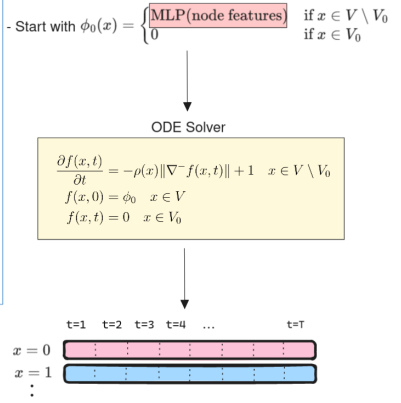 - Start with ϕ₀(x) = { MLP(node features) if x ∈ V \ V₀
0 if x ∈ V₀
ODE Solver
∂f(x,t)/∂t = −ρ(x)‖∇⁻f(x,t)‖ + 1 x ∈ V \ V₀
f(x,0) = ϕ₀ x ∈ V
f(x,t) = 0 x ∈ V₀
t=1 t=2 t=3 t=4 ... t=T
x = 0
x = 1
⋮